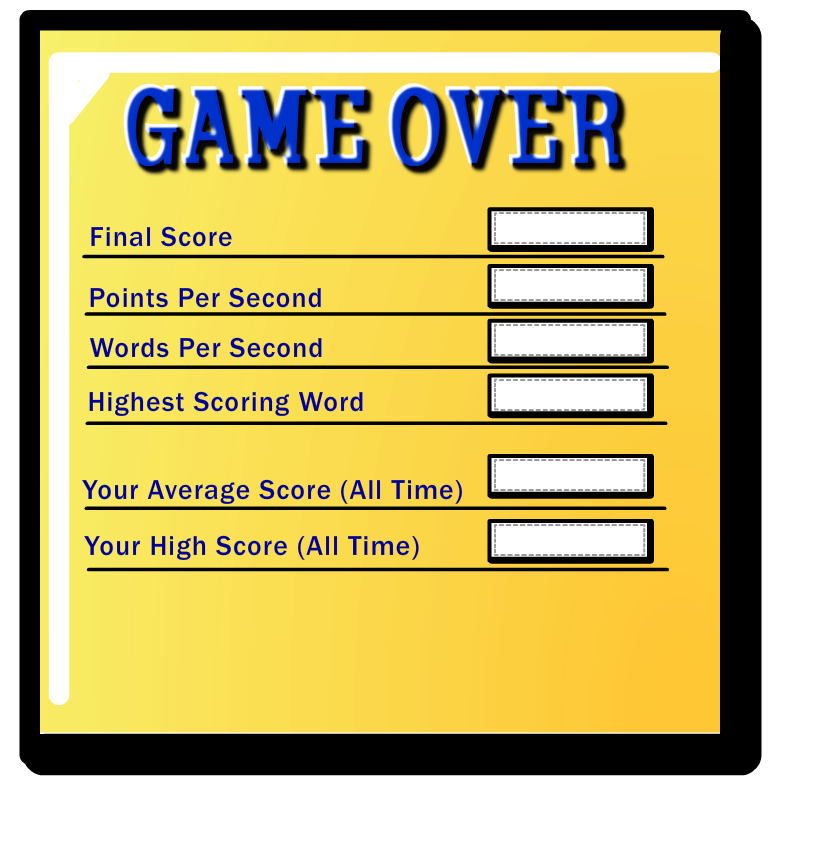 GAME OVER
Final Score
Points Per Second
Words Per Second
Highest Scoring Word
Your Average Score (All Time)
Your High Score (All Time)